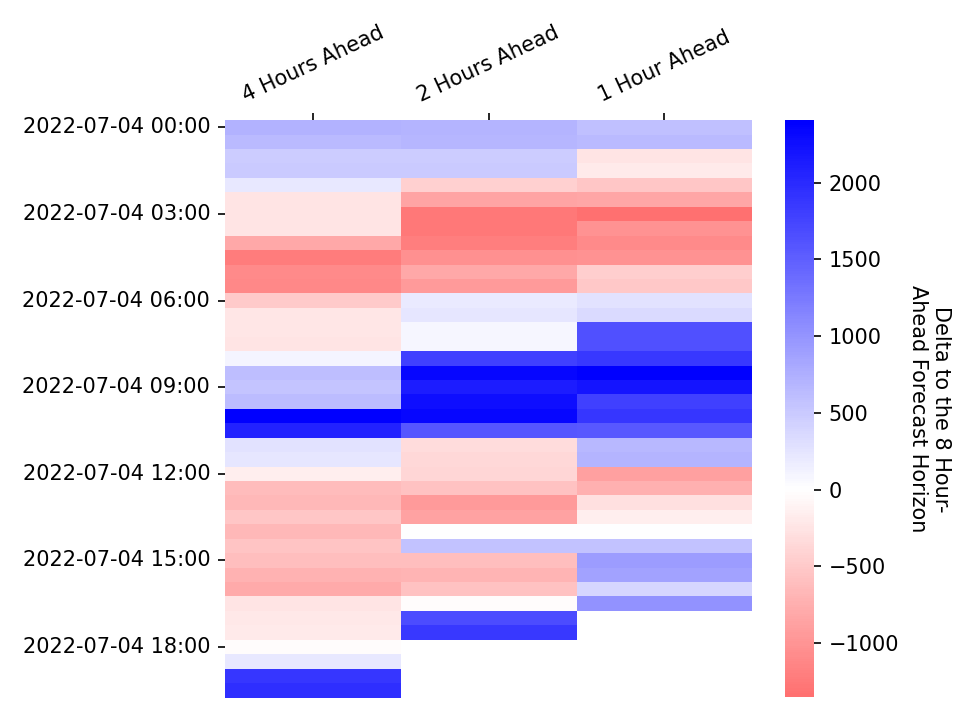 4 Hours Ahead
2 Hours Ahead
1 Hour Ahead
2022-07-04 00:00
2022-07-04 03:00
2022-07-04 06:00
2022-07-04 09:00
2022-07-04 12:00
2022-07-04 15:00
2022-07-04 18:00
2000
1500
1000
500
0
−500
−1000
Delta to the 8 Hour-
Ahead Forecast Horizon